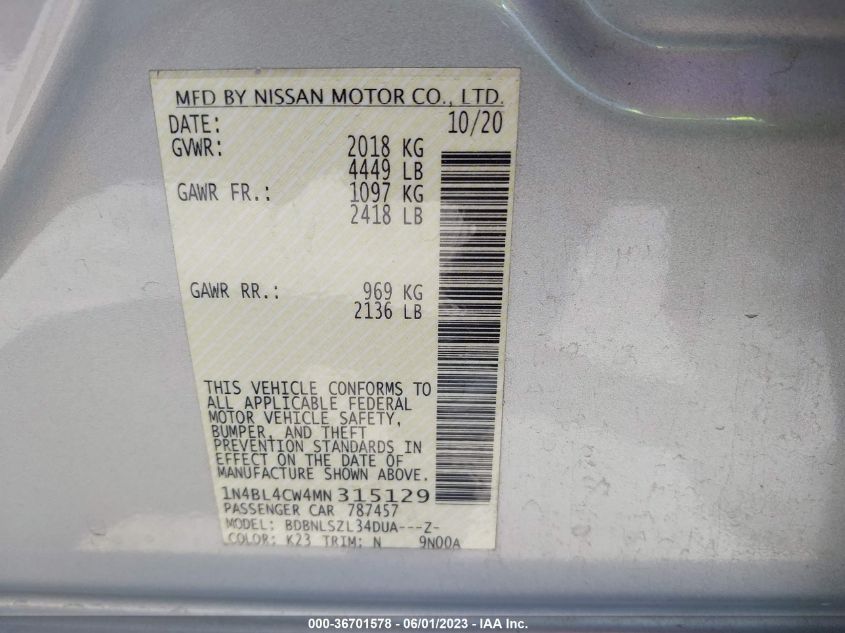 MFD BY NISSAN MOTOR CO., LTD.
DATE: 10/20
GVWR: 2018 KG
4449 LB
GAWR FR.: 1097 KG
2418 LB
GAWR RR.: 969 KG
2136 LB
THIS VEHICLE CONFORMS TO
ALL APPLICABLE FEDERAL
MOTOR VEHICLE SAFETY,
BUMPER, AND THEFT
PREVENTION STANDARDS IN
EFFECT ON THE DATE OF
MANUFACTURE SHOWN ABOVE.
1N4BL4CW4MN315129
PASSENGER CAR 787457
MODEL: BDBNLSZL34DUA---Z-
COLOR: K23 TRIM: N 9N00A
000-36701578 - 06/01/2023 - IAA Inc.